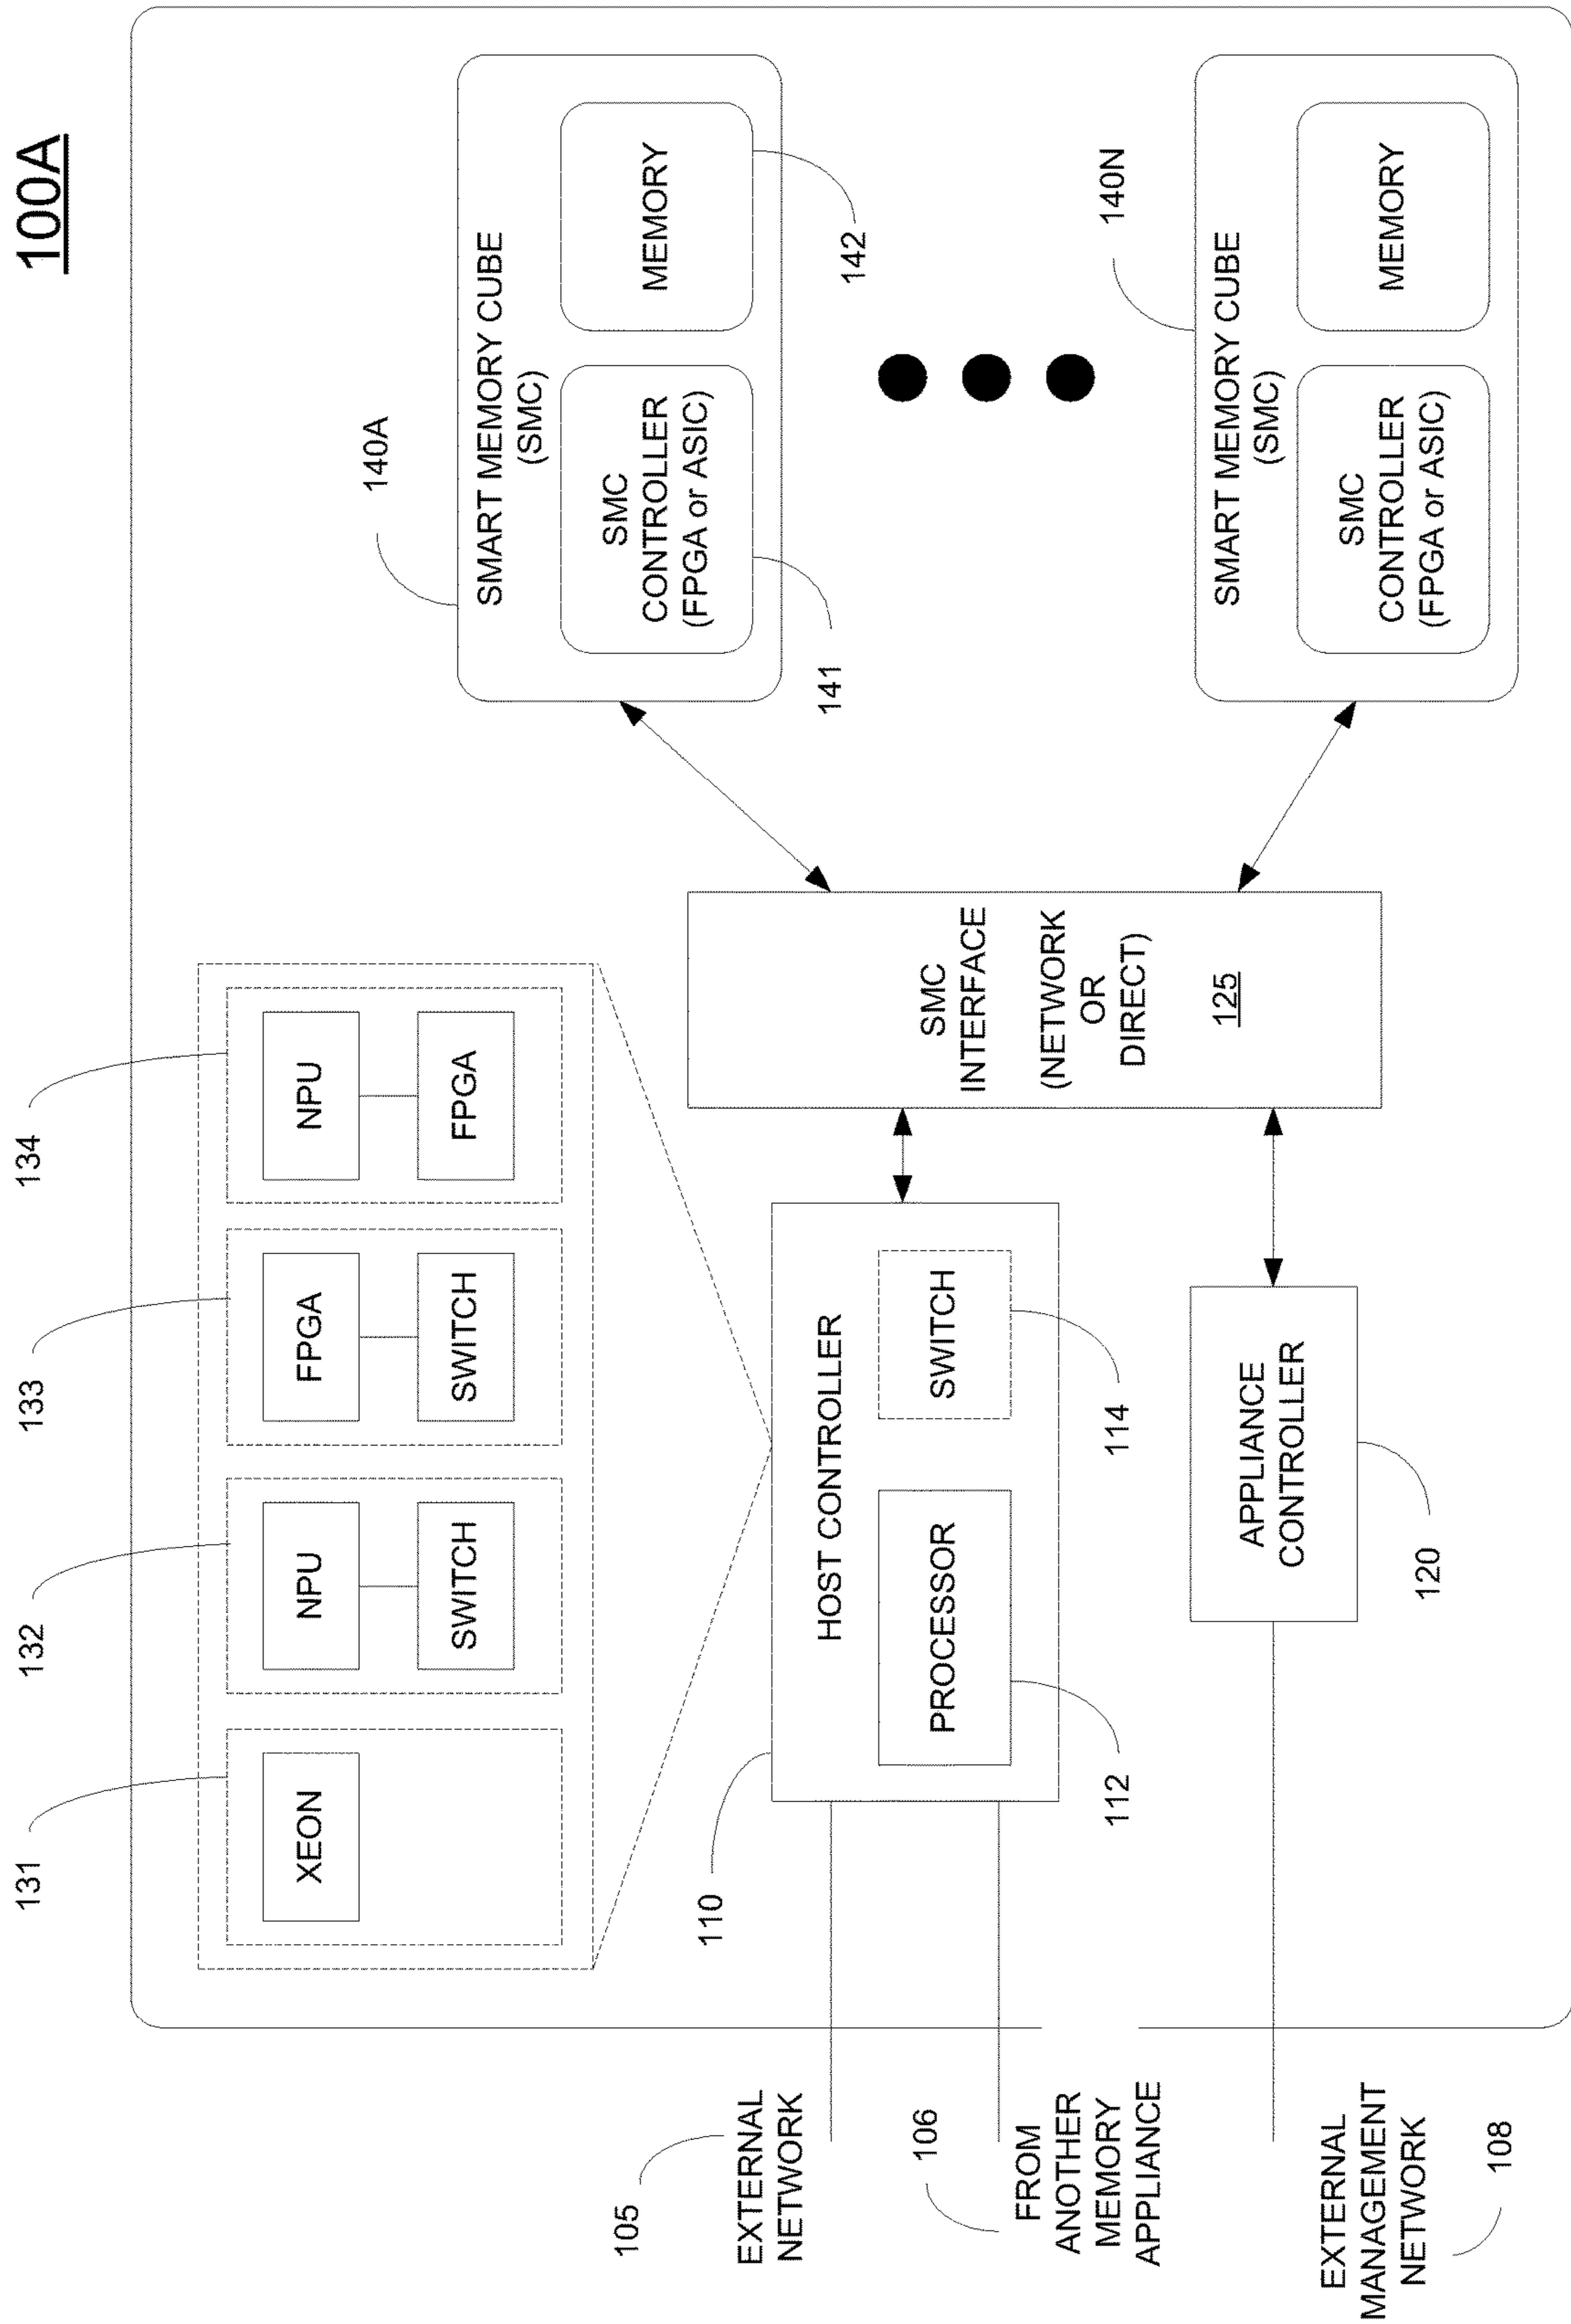 100A
131
132
133
134
XEON
NPU
SWITCH
FPGA
SWITCH
NPU
FPGA
140A
SMART MEMORY CUBE
(SMC)
SMC
CONTROLLER
(FPGA or ASIC)
MEMORY
141
142
105
EXTERNAL
NETWORK
110
HOST CONTROLLER
PROCESSOR
SWITCH
112
114
SMC
INTERFACE
(NETWORK
OR
DIRECT)
125
106
FROM
ANOTHER
MEMORY
APPLIANCE
APPLIANCE
CONTROLLER
120
140N
SMART MEMORY CUBE
(SMC)
SMC
CONTROLLER
(FPGA or ASIC)
MEMORY
EXTERNAL
MANAGEMENT
NETWORK
108